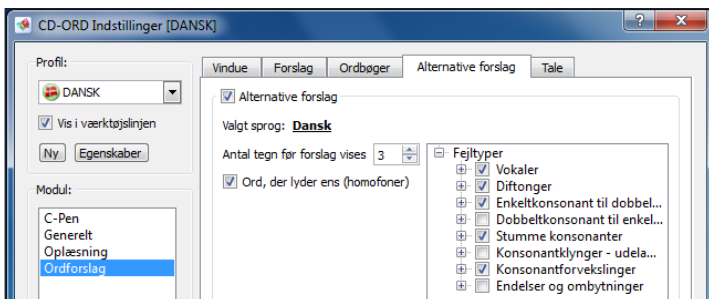 CD-ORD Indstillinger [DANSK]
Profil:
DANSK
Vis i værktøjslinjen
Ny Egenskaber
Modul:
C-Pen
Generelt
Oplæsning
Ordforslag
Vindue Forslag Ordbøger Alternative forslag Tale
Alternative forslag
Valgt sprog: Dansk
Antal tegn før forslag vises 3
Ord, der lyder ens (homofoner)
Fejltyper
Vokaler
Diftonger
Enkeltkonsonant til dobbel...
Dobbeltkonsonant til enkel...
Stumme konsonanter
Konsonantklynger - udela...
Konsonantforvekslinger
Endelser og ombytninger